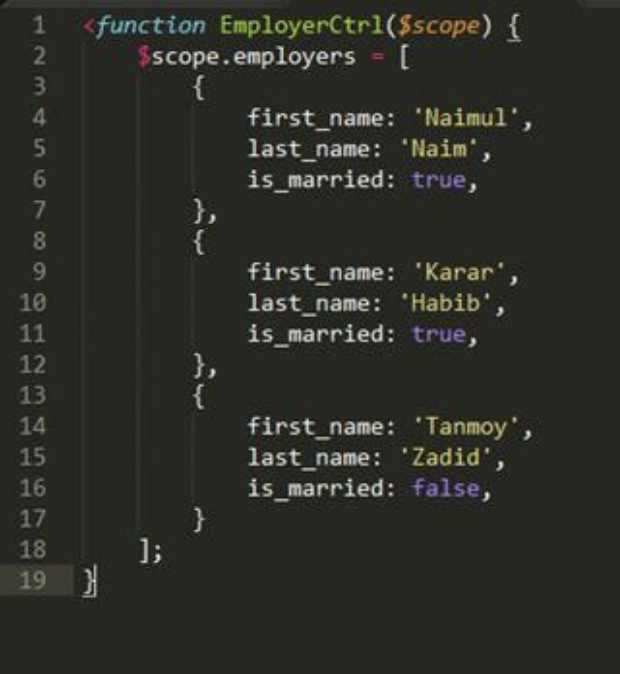 1 <function EmployerCtrl($scope) {
2 $scope.employers = [
3 {
4 first_name: 'Naimul',
5 last_name: 'Naim',
6 is_married: true,
7 },
8 {
9 first_name: 'Karar',
10 last_name: 'Habib',
11 is_married: true,
12 },
13 {
14 first_name: 'Tanmoy',
15 last_name: 'Zadid',
16 is_married: false,
17 }
18 ];
19 }